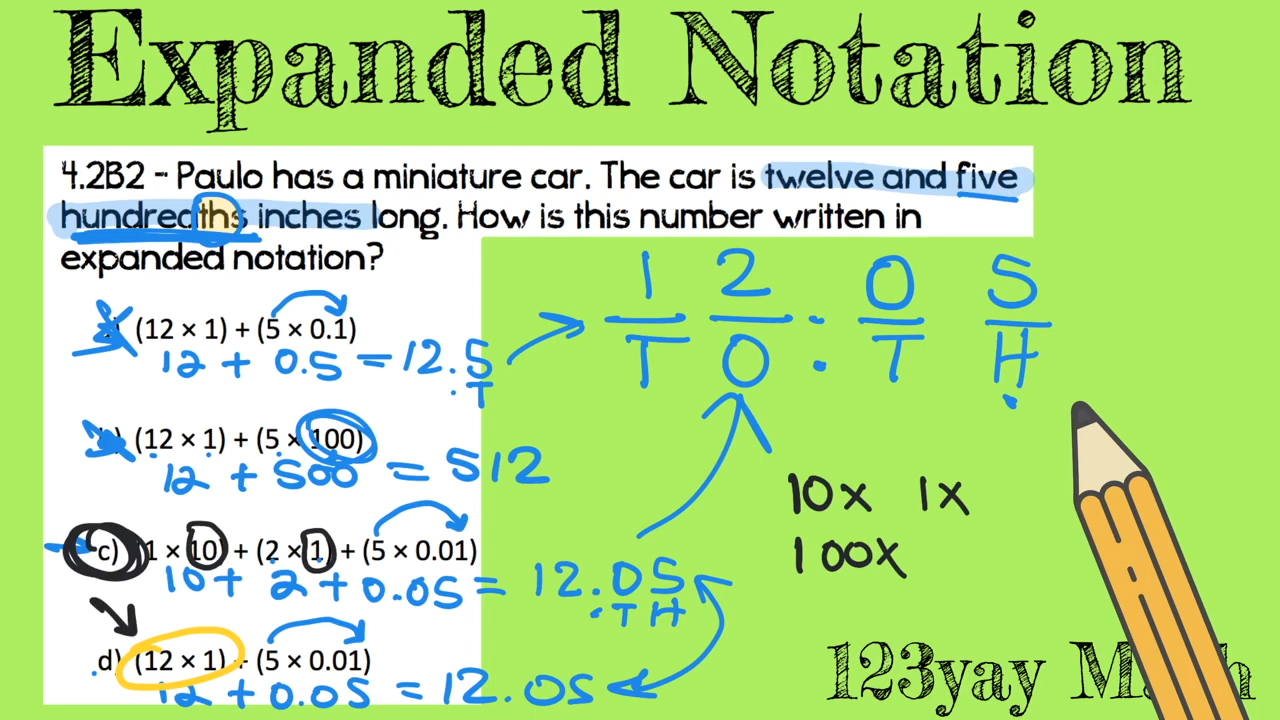 Expanded Notation
4.2B2 - Paulo has a miniature car. The car is twelve and five
hundredths inches long. How is this number written in
expanded notation?
1 2 . 0 5
T O . T H
(12 × 1) + (5 × 0.1)
12 + 0.5 = 12.5
. T
(12 × 1) + (5 × 100)
12 + 500 = 512
10x 1x
100x
c) (1 × 10) + (2 × 1) + (5 × 0.01)
10 + 2 + 0.05 = 12.05
. T H
d) (12 × 1) + (5 × 0.01)
12 + 0.05 = 12.05
123yay